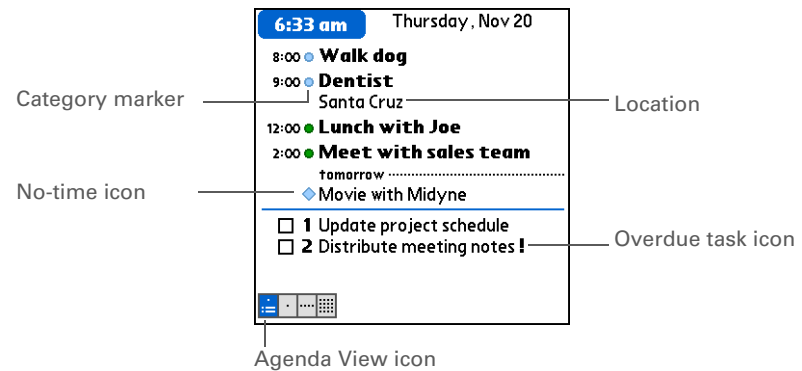 6:33 am Thursday, Nov 20
8:00 Walk dog
9:00 Dentist
Category marker
Santa Cruz
Location
12:00 Lunch with Joe
2:00 Meet with sales team
tomorrow
No-time icon
Movie with Midyne
1 Update project schedule
2 Distribute meeting notes !
Overdue task icon
Agenda View icon